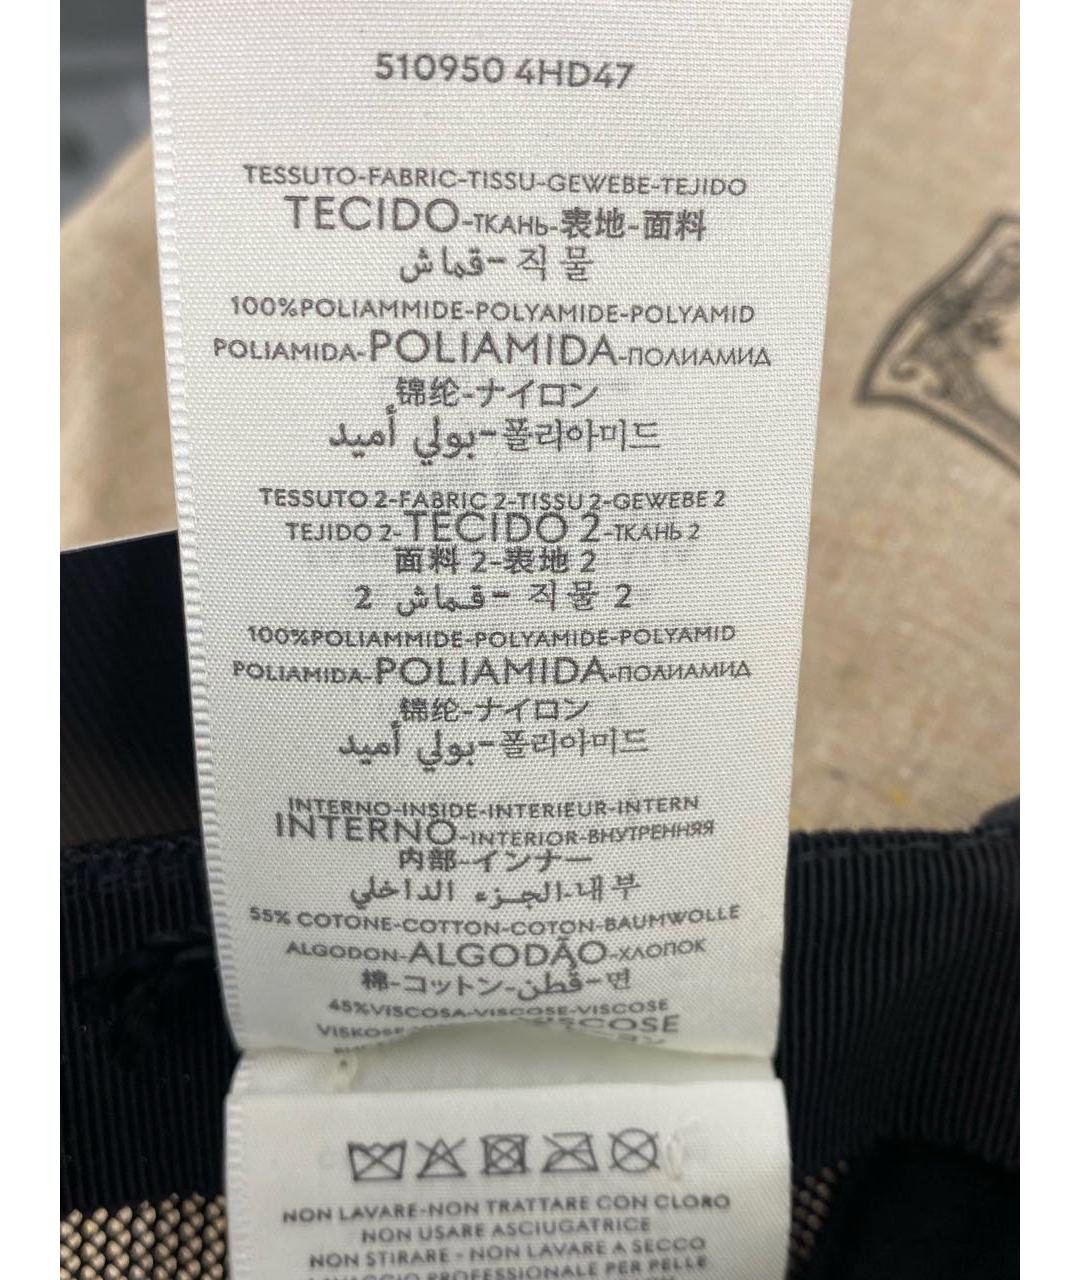 510950 4HD47
TESSUTO-FABRIC-TISSU-GEWEBE-TEJIDO
TECIDO-ТКАНЬ-表地-面料
قماش-직물
100%POLIAMMIDE-POLYAMIDE-POLYAMID
POLIAMIDA-POLIAMIDA-ПОЛИАМИД
锦纶-ナイロン
بولي أميد-폴리아미드
TESSUTO 2-FABRIC 2-TISSU 2-GEWEBE 2
TEJIDO 2-TECIDO 2-ТКАНЬ 2
面料 2-表地 2
2 قماش- 직물 2
100%POLIAMMIDE-POLYAMIDE-POLYAMID
POLIAMIDA-POLIAMIDA-ПОЛИАМИД
锦纶-ナイロン
بولي أميد-폴리아미드
INTERNO-INSIDE-INTERIEUR-INTERN
INTERNO-INTERIOR-ВНУТРЕННЯЯ
内部-インナー
الجزء الداخلي-내부
55% COTONE-COTTON-COTON-BAUMWOLLE
ALGODON-ALGODÃO-ХЛОПОК
棉-コットン-قطن-면
45%VISCOSA-VISCOSE-VISCOSE
VISKOSE VISCOSE
NON LAVARE-NON TRATTARE CON CLORO
NON USARE ASCIUGATRICE
NON STIRARE - NON LAVARE A SECCO
LAVAGGIO PROFESSIONALE PER PELLE